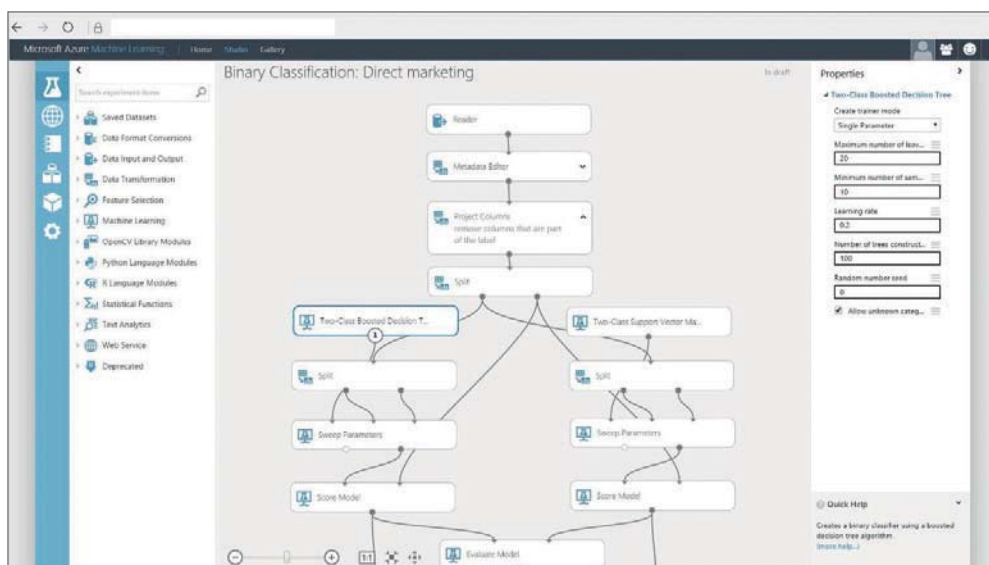 Microsoft Azure Machine Learning | Home Studio Gallery
Search experiment items
Saved Datasets
Data Format Conversions
Data Input and Output
Data Transformation
Feature Selection
Machine Learning
OpenCV Library Modules
Python Language Modules
R Language Modules
Statistical Functions
Text Analytics
Web Service
Deprecated
Binary Classification: Direct marketing
In draft
Reader
Metadata Editor
Project Columns
remove columns that are part
of the label
Split
Two-Class Boosted Decision T...
1
Two-Class Support Vector Ma...
Split
Split
Sweep Parameters
Sweep Parameters
Score Model
Score Model
Evaluate Model
1:1
Properties
Two-Class Boosted Decision Tree
Create trainer mode
Single Parameter
Maximum number of leav...
20
Minimum number of sam...
10
Learning rate
0.2
Number of trees construct...
100
Random number seed
0
Allow unknown categ...
Quick Help
Creates a binary classifier using a boosted
decision tree algorithm
(more help...)